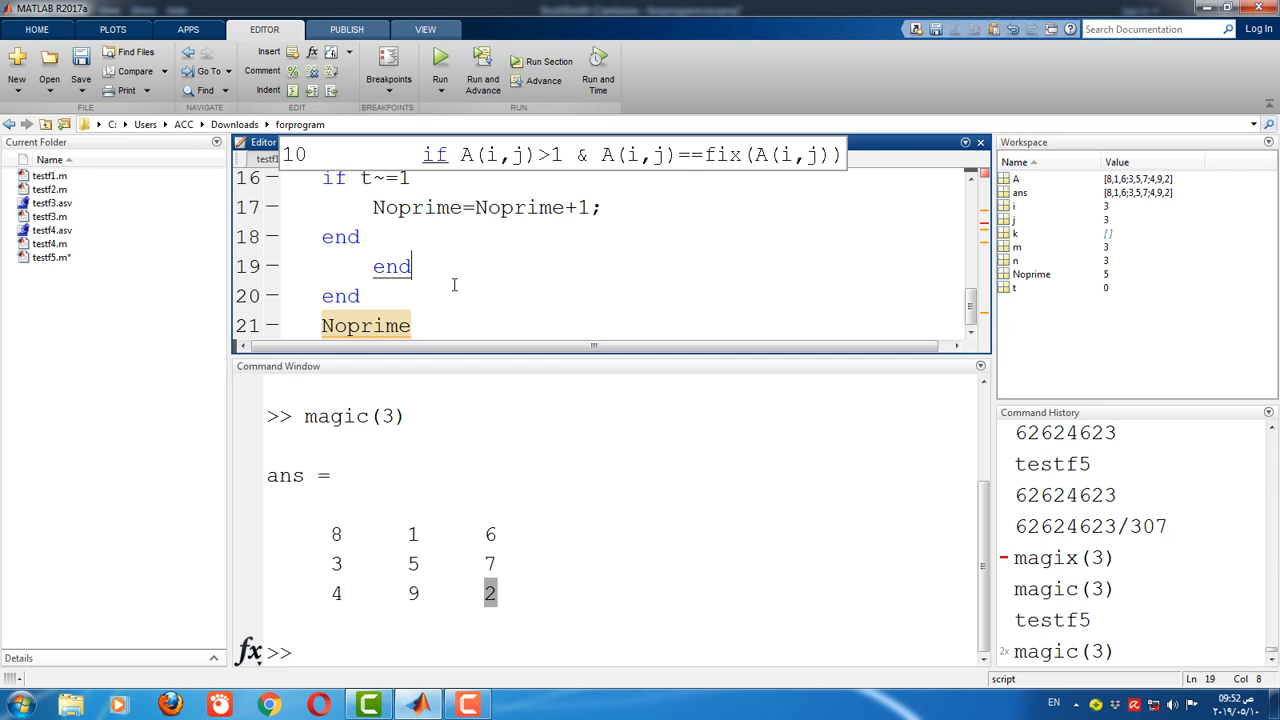 MATLAB R2017a
HOME PLOTS APPS EDITOR PUBLISH VIEW
Search Documentation Log In
New Open Save Find Files Compare Print
Go To Find
Insert fx
Comment
Indent
Breakpoints
Run Run and Advance Run Section Advance Run and Time
FILE NAVIGATE EDIT BREAKPOINTS RUN
C: Users ACC Downloads forprogram
Current Folder
Name
testf1.m
testf2.m
testf3.asv
testf3.m
testf4.asv
testf4.m
testf5.m*
Details
Editor
testf1
10 if A(i,j)>1 & A(i,j)==fix(A(i,j))
16 if t~=1
17 Noprime=Noprime+1;
18 end
19 end
20 end
21 Noprime
Command Window
>> magic(3)
ans =
8 1 6
3 5 7
4 9 2
fx >>
Workspace
Name Value
A [8,1,6;3,5,7;4,9,2]
ans [8,1,6;3,5,7;4,9,2]
i 3
j 3
k []
m 3
n 3
Noprime 5
t 0
Command History
62624623
testf5
62624623
62624623/307
magix(3)
magic(3)
testf5
2x magic(3)
script Ln 19 Col 8
EN 09:52 ص
٢٠١٩/٠٥/١٠